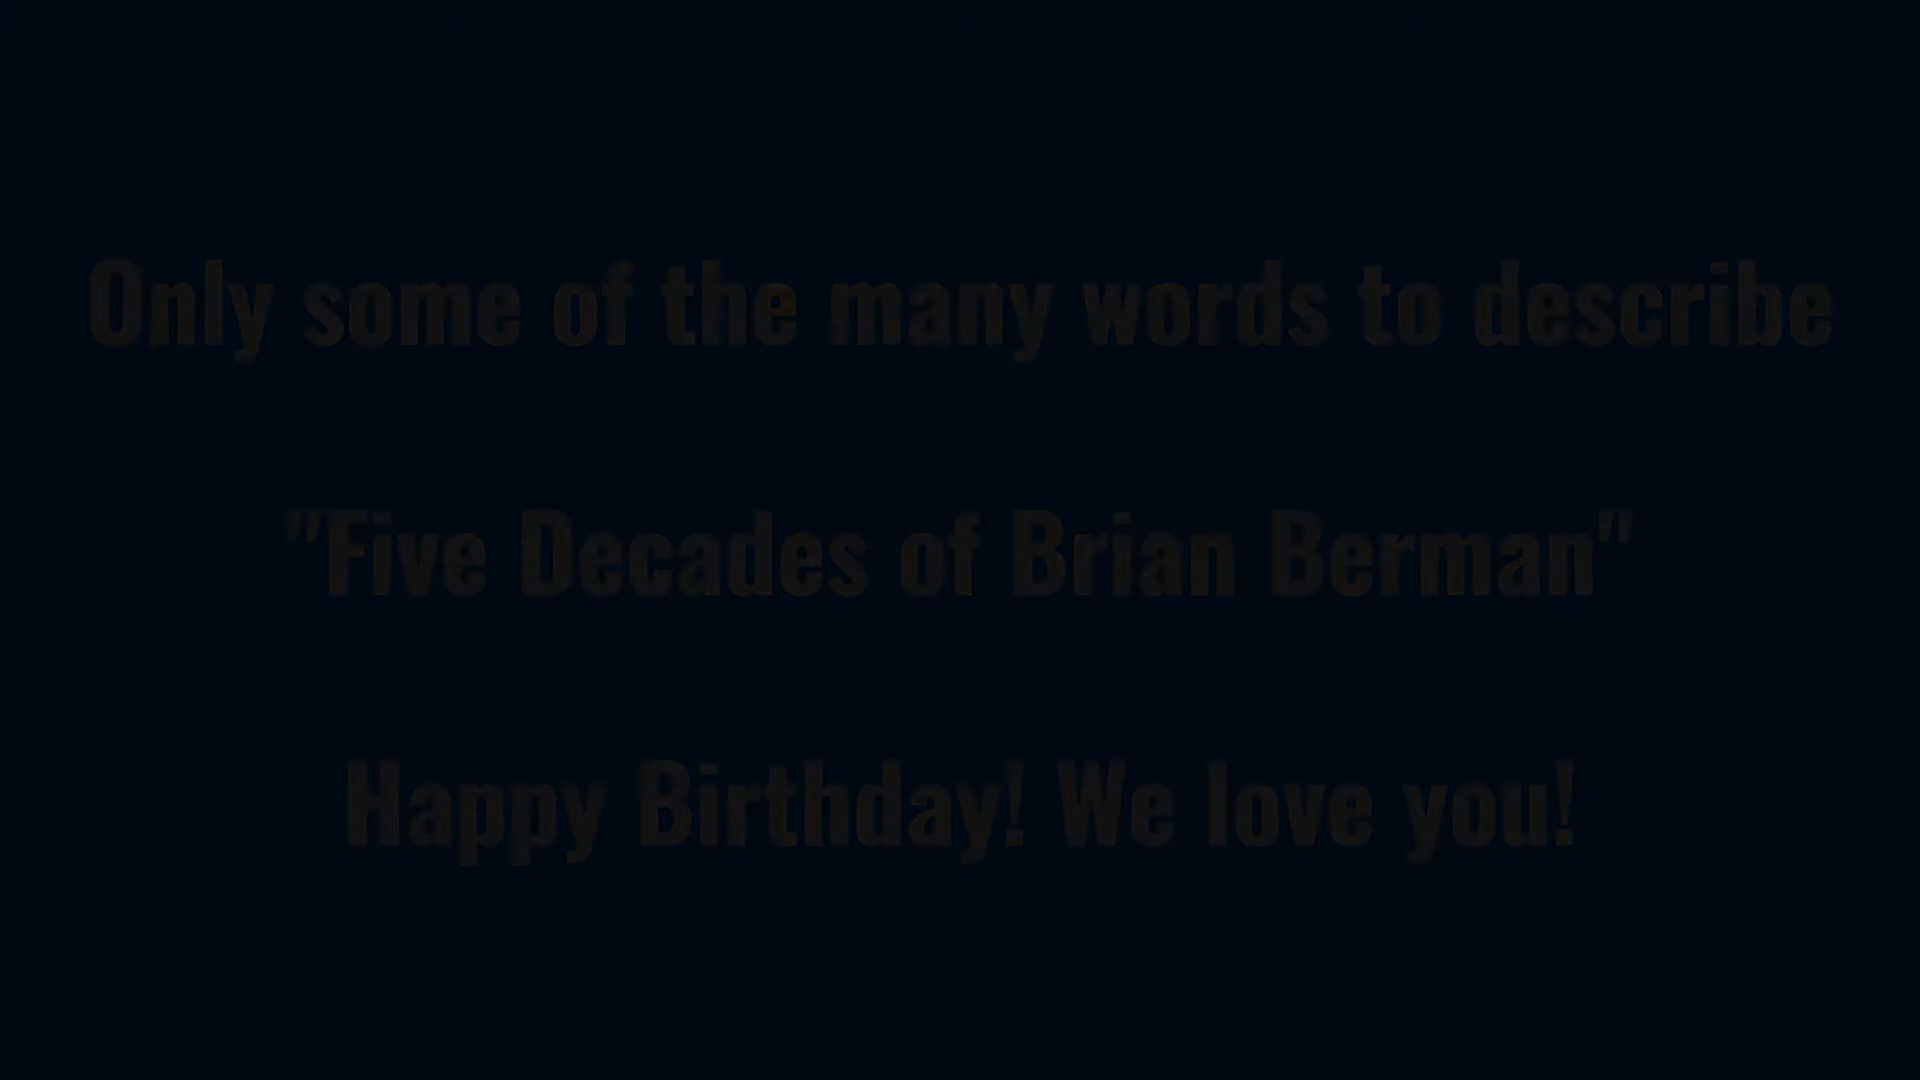 Only some of the many words to describe
"Five Decades of Brian Berman"
Happy Birthday! We love you!